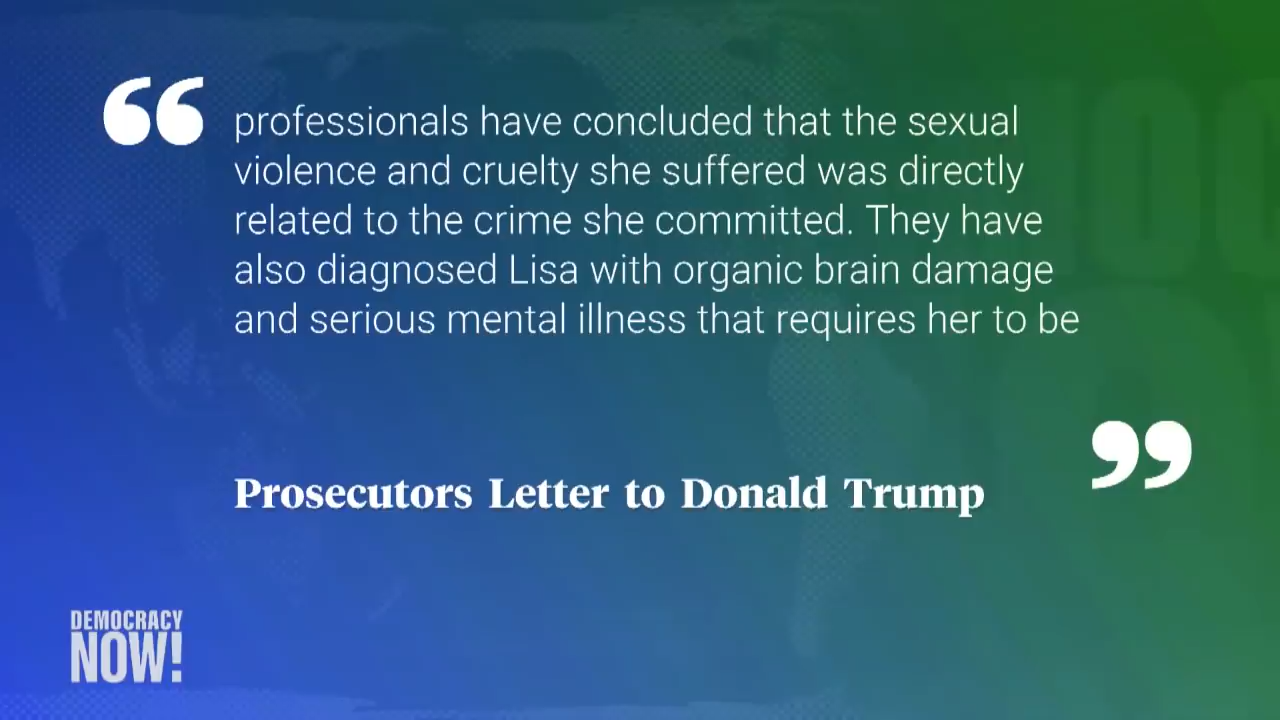 “
professionals have concluded that the sexual
violence and cruelty she suffered was directly
related to the crime she committed. They have
also diagnosed Lisa with organic brain damage
and serious mental illness that requires her to be
”
Prosecutors Letter to Donald Trump
DEMOCRACY
NOW!